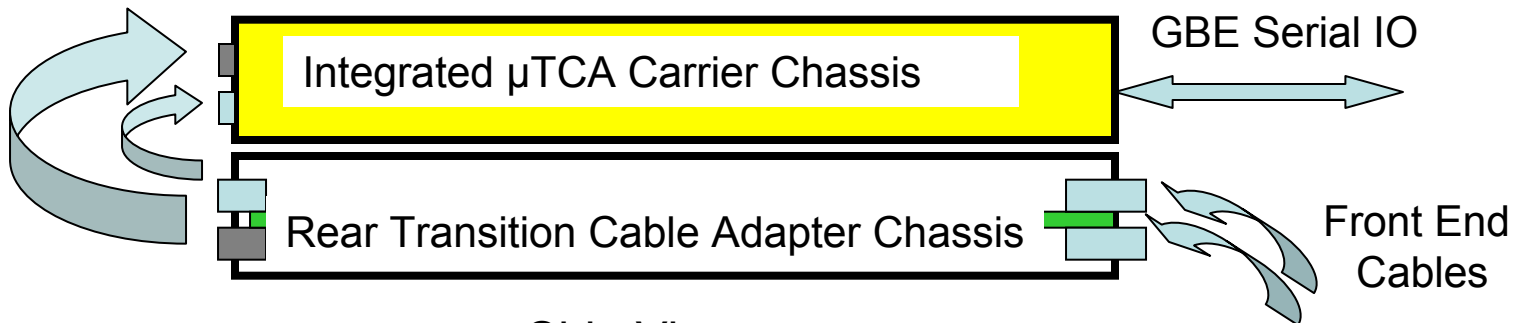 GBE Serial IO
Integrated µTCA Carrier Chassis
Rear Transition Cable Adapter Chassis
Front End
Cables